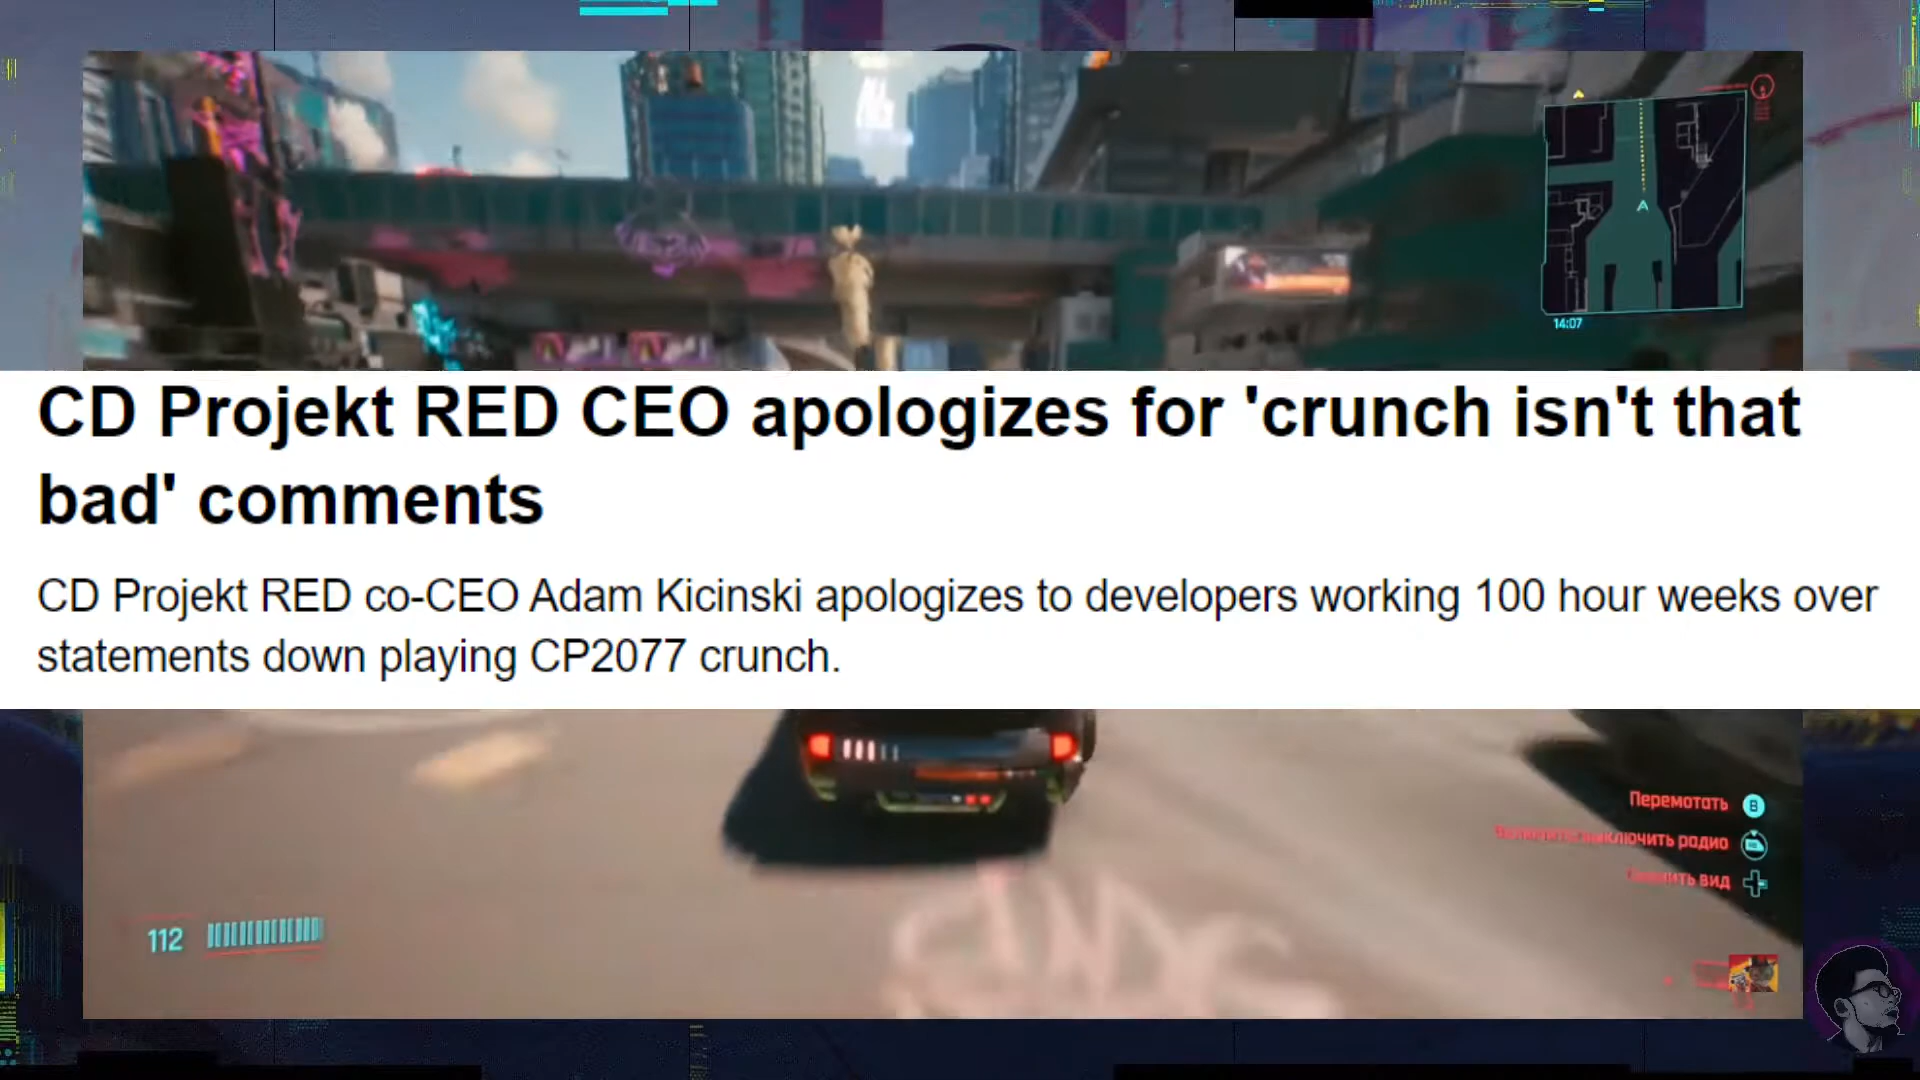 14:07
CD Projekt RED CEO apologizes for 'crunch isn't that
bad' comments
CD Projekt RED co-CEO Adam Kicinski apologizes to developers working 100 hour weeks over
statements down playing CP2077 crunch.
Перемотать B
Включить/выключить радио
Сменить вид
112